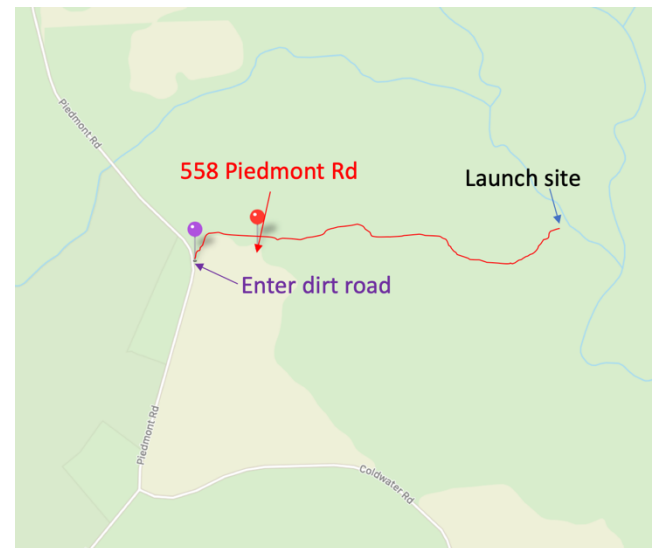 Piedmont Rd
558 Piedmont Rd
Launch site
Enter dirt road
Piedmont Rd
Coldwater Rd